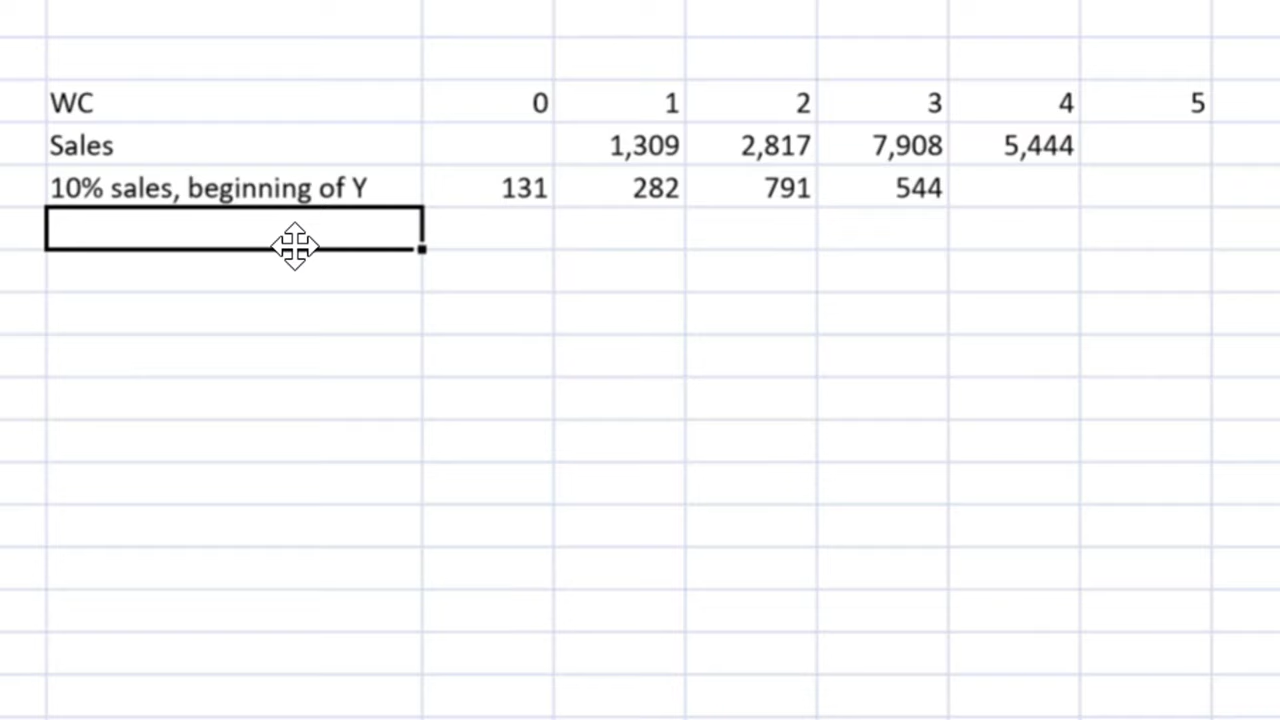 WC 0 1 2 3 4 5
Sales 1,309 2,817 7,908 5,444
10% sales, beginning of Y 131 282 791 544